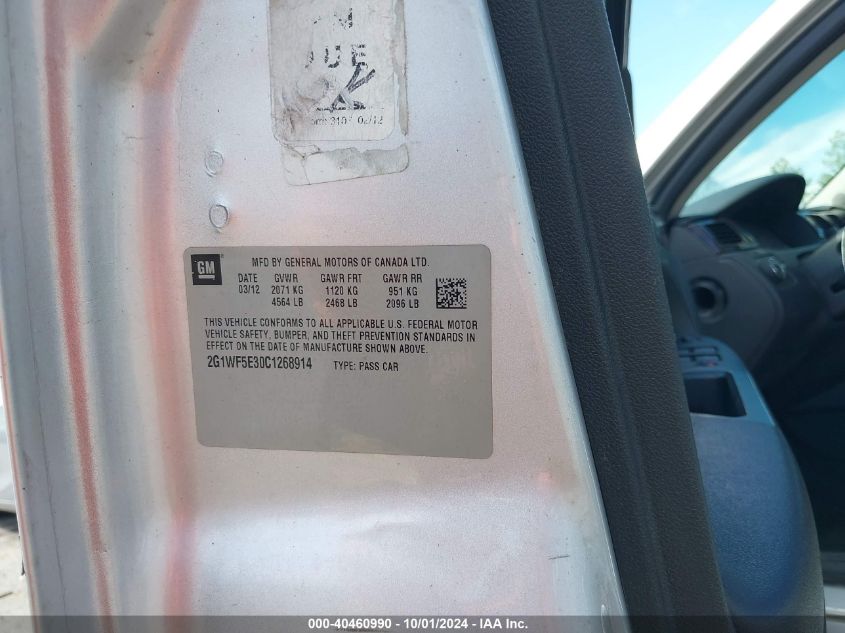 02/12
GM
MFD BY GENERAL MOTORS OF CANADA LTD.
DATE GVWR GAWR FRT GAWR RR
03/12 2071 KG 1120 KG 951 KG
4564 LB 2468 LB 2096 LB
THIS VEHICLE CONFORMS TO ALL APPLICABLE U.S. FEDERAL MOTOR
VEHICLE SAFETY, BUMPER, AND THEFT PREVENTION STANDARDS IN
EFFECT ON THE DATE OF MANUFACTURE SHOWN ABOVE.
2G1WF5E30C1268914 TYPE: PASS CAR
000-40460990 - 10/01/2024 - IAA Inc.